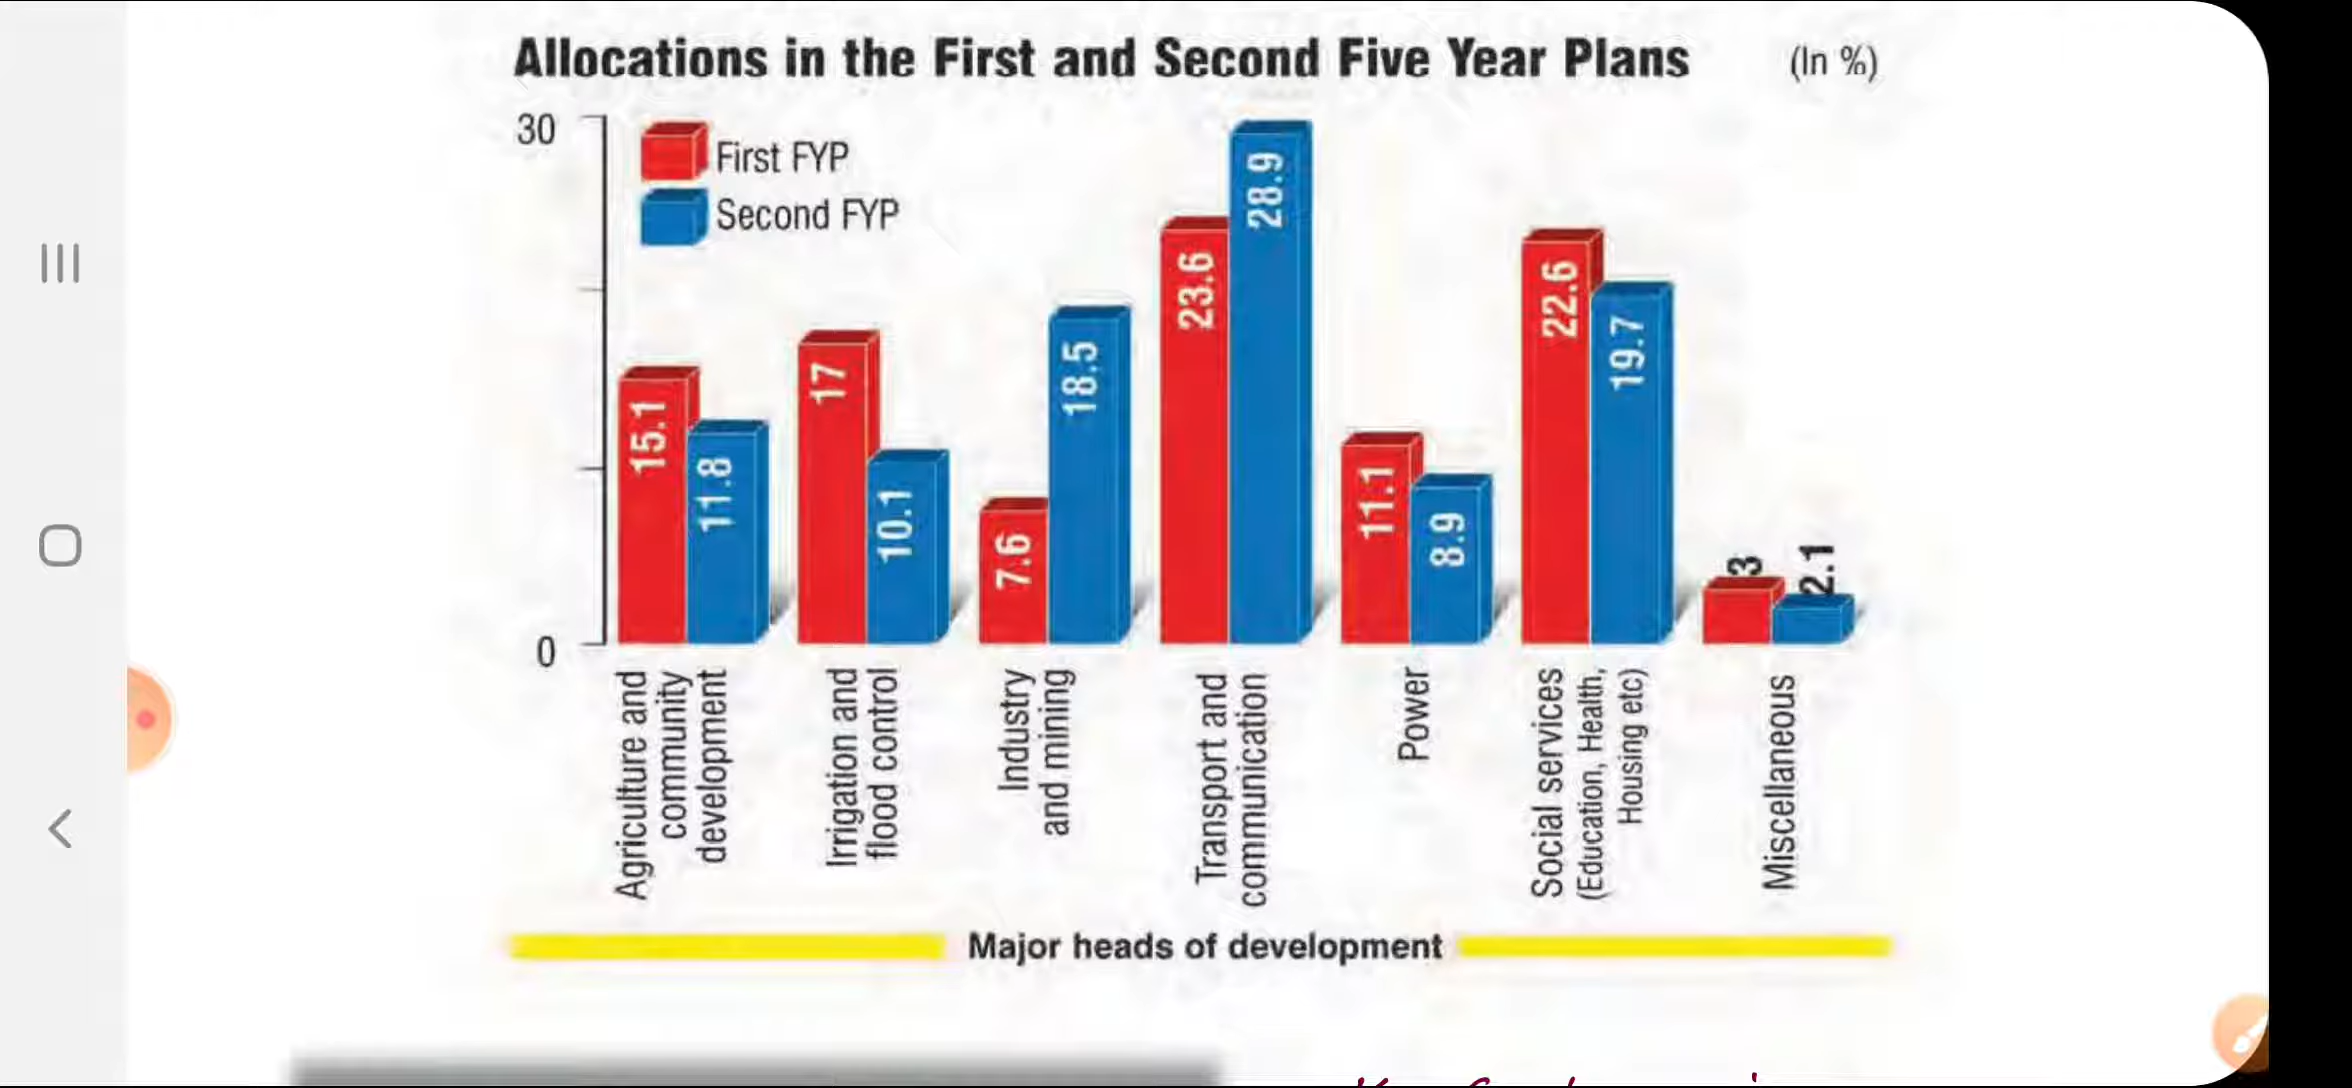 Allocations in the First and Second Five Year Plans (In %)
30
First FYP
Second FYP
0
15.1
11.8
17
10.1
7.6
18.5
23.6
28.9
11.1
8.9
22.6
19.7
3
2.1
Agriculture and
community
development
Irrigation and
flood control
Industry
and mining
Transport and
communication
Power
Social services
(Education, Health,
Housing etc)
Miscellaneous
Major heads of development